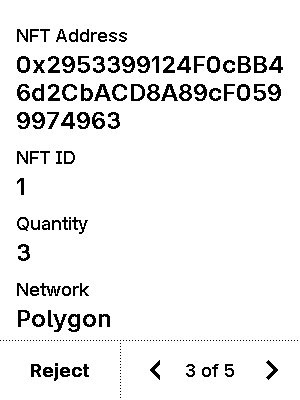 NFT Address
0x2953399124F0cBB4
6d2CbACD8A89cF059
9974963
NFT ID
1
Quantity
3
Network
Polygon
Reject
3 of 5